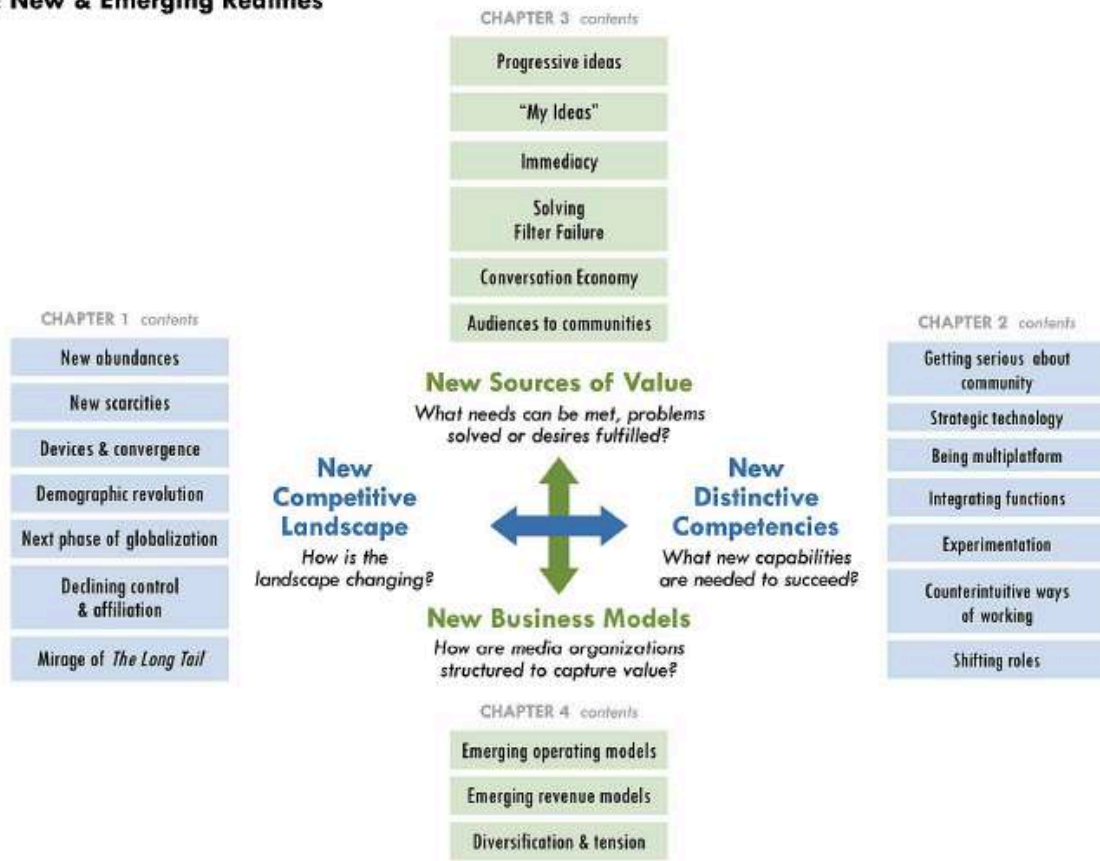 New & Emerging Realities
CHAPTER 3 contents
Progressive ideas
“My Ideas”
Immediacy
Solving
Filter Failure
Conversation Economy
Audiences to communities
CHAPTER 1 contents
New abundances
New scarcities
Devices & convergence
Demographic revolution
Next phase of globalization
Declining control
& affiliation
Mirage of The Long Tail
New Sources of Value
What needs can be met, problems
solved or desires fulfilled?
New
Competitive
Landscape
How is the
landscape changing?
New
Distinctive
Competencies
What new capabilities
are needed to succeed?
New Business Models
How are media organizations
structured to capture value?
CHAPTER 2 contents
Getting serious about
community
Strategic technology
Being multiplatform
Integrating functions
Experimentation
Counterintuitive ways
of working
Shifting roles
CHAPTER 4 contents
Emerging operating models
Emerging revenue models
Diversification & tension